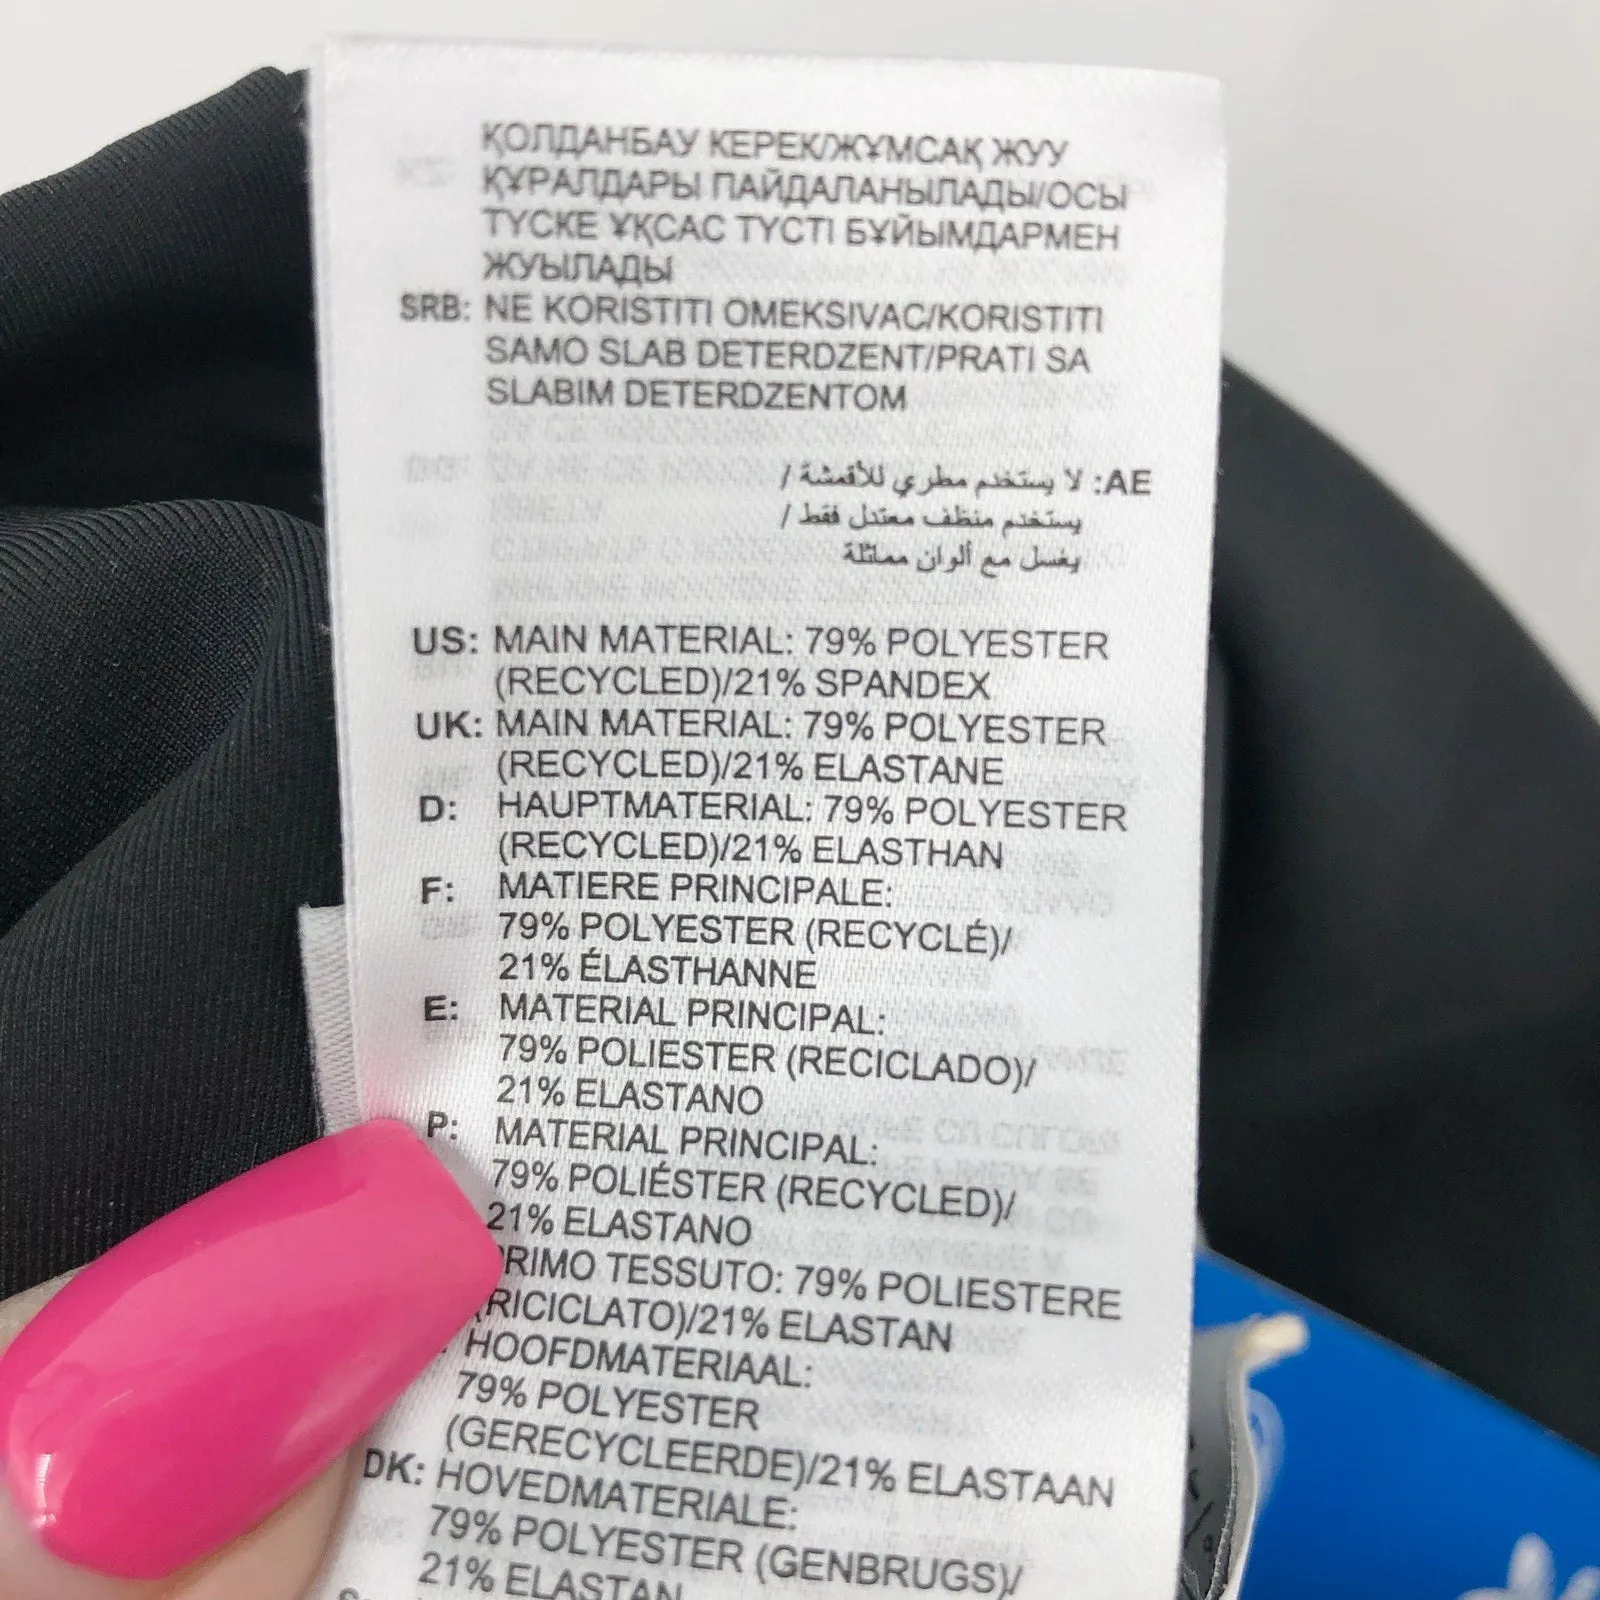 ҚОЛДАНБАУ КЕРЕК/ЖҰМСАҚ ЖУУ
ҚҰРАЛДАРЫ ПАЙДАЛАНЫЛАДЫ/ОСЫ
ТҮСКЕ ҰҚСАС ТҮСТІ БҰЙЫМДАРМЕН
ЖУЫЛАДЫ
SRB: NE KORISTITI OMEKSIVAC/KORISTITI
SAMO SLAB DETERDZENT/PRATI SA
SLABIM DETERDZENTOM
AE: لا يستخدم مطري للأقمشة /
يستخدم منظف معتدل فقط /
يغسل مع ألوان مماثلة
US: MAIN MATERIAL: 79% POLYESTER
(RECYCLED)/21% SPANDEX
UK: MAIN MATERIAL: 79% POLYESTER
(RECYCLED)/21% ELASTANE
D: HAUPTMATERIAL: 79% POLYESTER
(RECYCLED)/21% ELASTHAN
F: MATIERE PRINCIPALE:
79% POLYESTER (RECYCLÉ)/
21% ÉLASTHANNE
E: MATERIAL PRINCIPAL:
79% POLIESTER (RECICLADO)/
21% ELASTANO
P: MATERIAL PRINCIPAL:
79% POLIÉSTER (RECYCLED)/
21% ELASTANO
PRIMO TESSUTO: 79% POLIESTERE
(RICICLATO)/21% ELASTAN
HOOFDMATERIAAL:
79% POLYESTER
(GERECYCLEERDE)/21% ELASTAAN
DK: HOVEDMATERIALE:
79% POLYESTER (GENBRUGS)/
21% ELASTAN